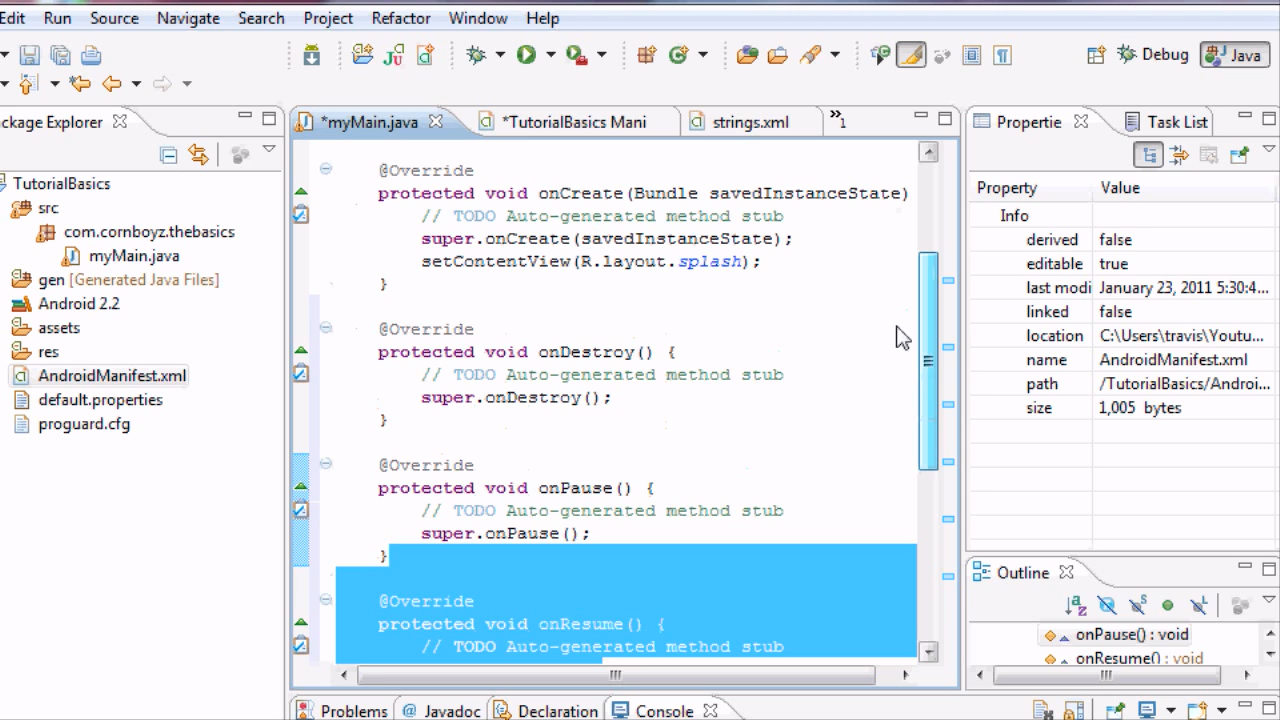 Edit Run Source Navigate Search Project Refactor Window Help
Debug
Java
ackage Explorer
*myMain.java
*TutorialBasics Mani
strings.xml
1
Propertie
Task List
TutorialBasics
src
com.cornboyz.thebasics
myMain.java
gen [Generated Java Files]
Android 2.2
assets
res
AndroidManifest.xml
default.properties
proguard.cfg
@Override
protected void onCreate(Bundle savedInstanceState)
// TODO Auto-generated method stub
super.onCreate(savedInstanceState);
setContentView(R.layout.splash);
}
@Override
protected void onDestroy() {
// TODO Auto-generated method stub
super.onDestroy();
}
@Override
protected void onPause() {
// TODO Auto-generated method stub
super.onPause();
}
@Override
protected void onResume() {
// TODO Auto-generated method stub
Property Value
Info
derived false
editable true
last modi January 23, 2011 5:30:4...
linked false
location C:\Users\travis\Youtu...
name AndroidManifest.xml
path /TutorialBasics/Androi...
size 1,005 bytes
Outline
onPause() : void
onResume() : void
Problems
Javadoc
Declaration
Console